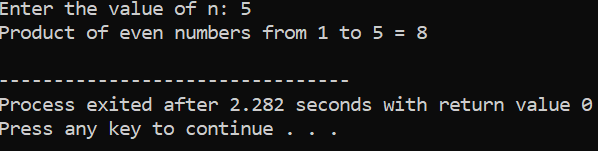 Enter the value of n: 5
Product of even numbers from 1 to 5 = 8
--------------------------------
Process exited after 2.282 seconds with return value 0
Press any key to continue . . .